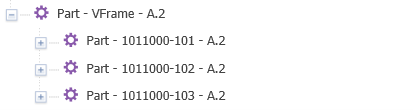 Part - VFrame - A.2
Part - 1011000-101 - A.2
Part - 1011000-102 - A.2
Part - 1011000-103 - A.2